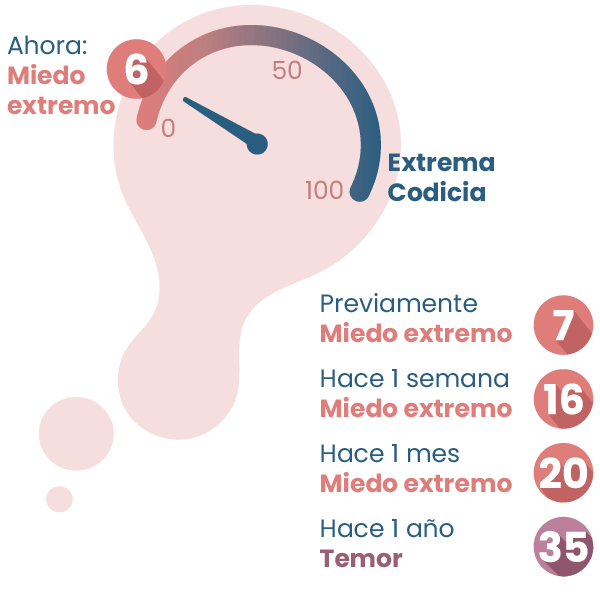 Ahora:
Miedo
extremo
6
50
0
100
Extrema
Codicia
Previamente
Miedo extremo
7
Hace 1 semana
Miedo extremo
16
Hace 1 mes
Miedo extremo
20
Hace 1 año
Temor
35